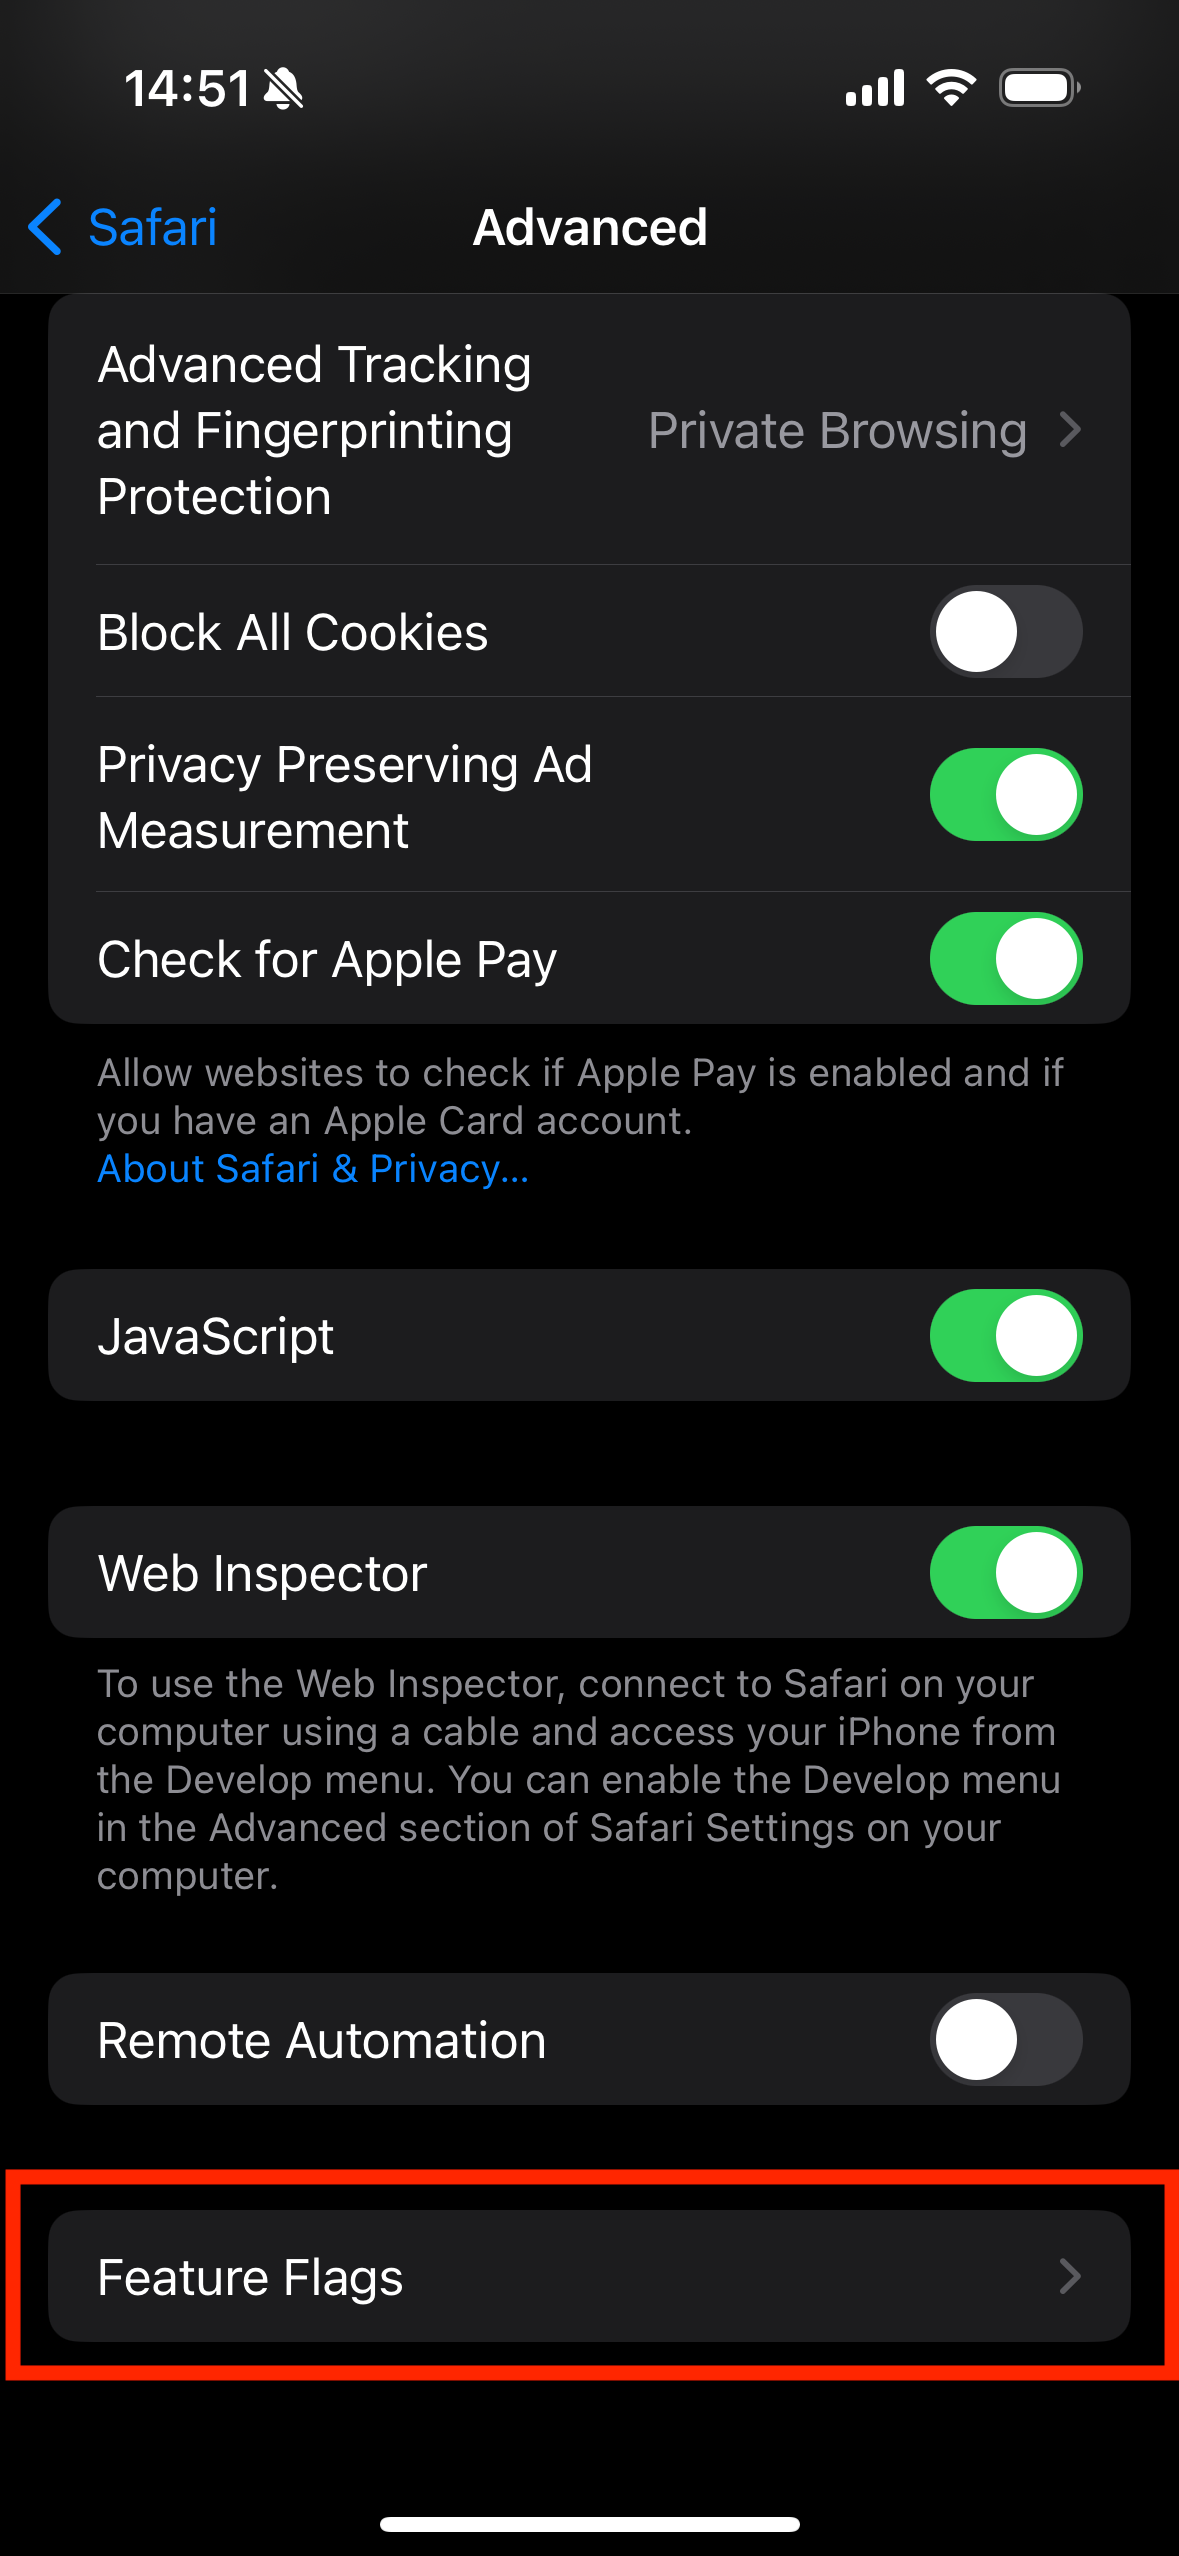 14:51
Safari
Advanced
Advanced Tracking
and Fingerprinting
Protection
Private Browsing
Block All Cookies
Privacy Preserving Ad
Measurement
Check for Apple Pay
Allow websites to check if Apple Pay is enabled and if
you have an Apple Card account.
About Safari & Privacy...
JavaScript
Web Inspector
To use the Web Inspector, connect to Safari on your
computer using a cable and access your iPhone from
the Develop menu. You can enable the Develop menu
in the Advanced section of Safari Settings on your
computer.
Remote Automation
Feature Flags